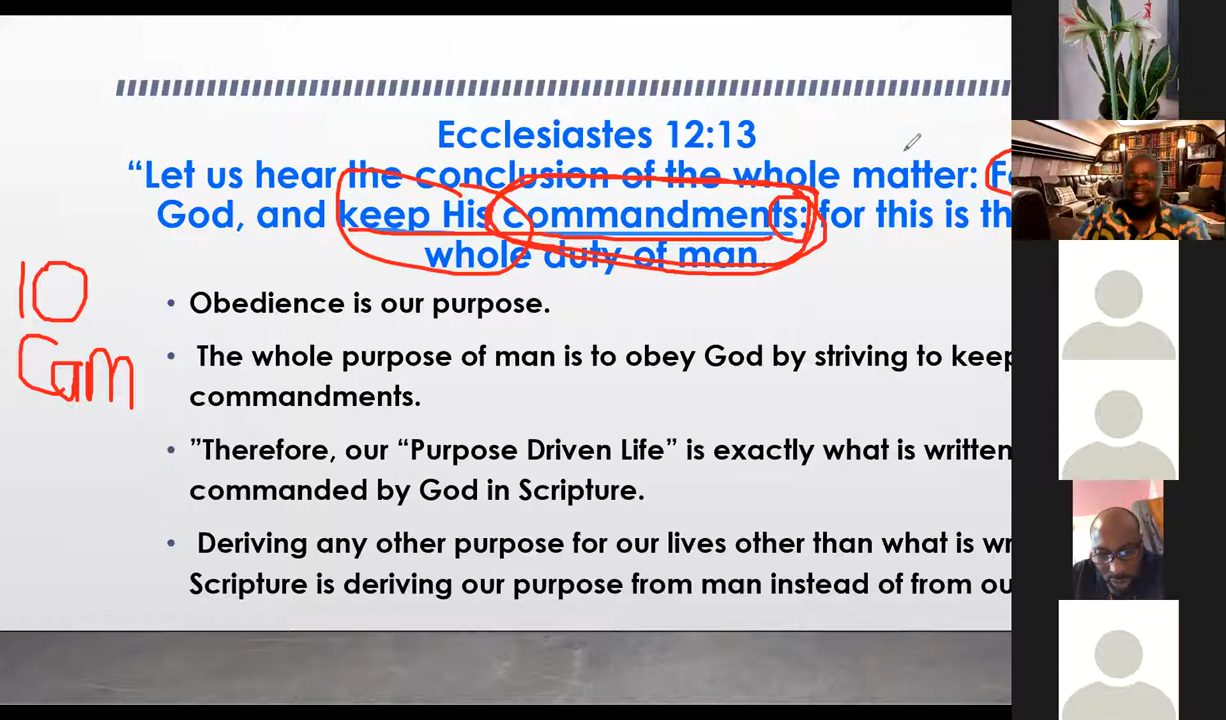 Ecclesiastes 12:13
“Let us hear the conclusion of the whole matter:
God, and keep His commandments: for this is
whole duty of man.
10
Com
• Obedience is our purpose.
• The whole purpose of man is to obey God by striving to keep
commandments.
• ”Therefore, our “Purpose Driven Life” is exactly what is written
commanded by God in Scripture.
• Deriving any other purpose for our lives other than what is
Scripture is deriving our purpose from man instead of from